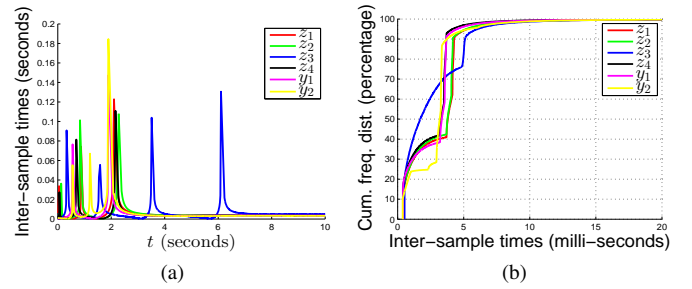 Inter−sample times (seconds)
0.2
0.18
0.16
0.14
0.12
0.1
0.08
0.06
0.04
0.02
0
0 2 4 6 8 10
t (seconds)
z1
z2
z3
z4
y1
y2
(a)
Cum. freq. dist. (percentage)
100
90
80
70
60
50
40
30
20
10
0
0 5 10 15 20
Inter−sample times (milli−seconds)
z1
z2
z3
z4
y1
y2
(b)